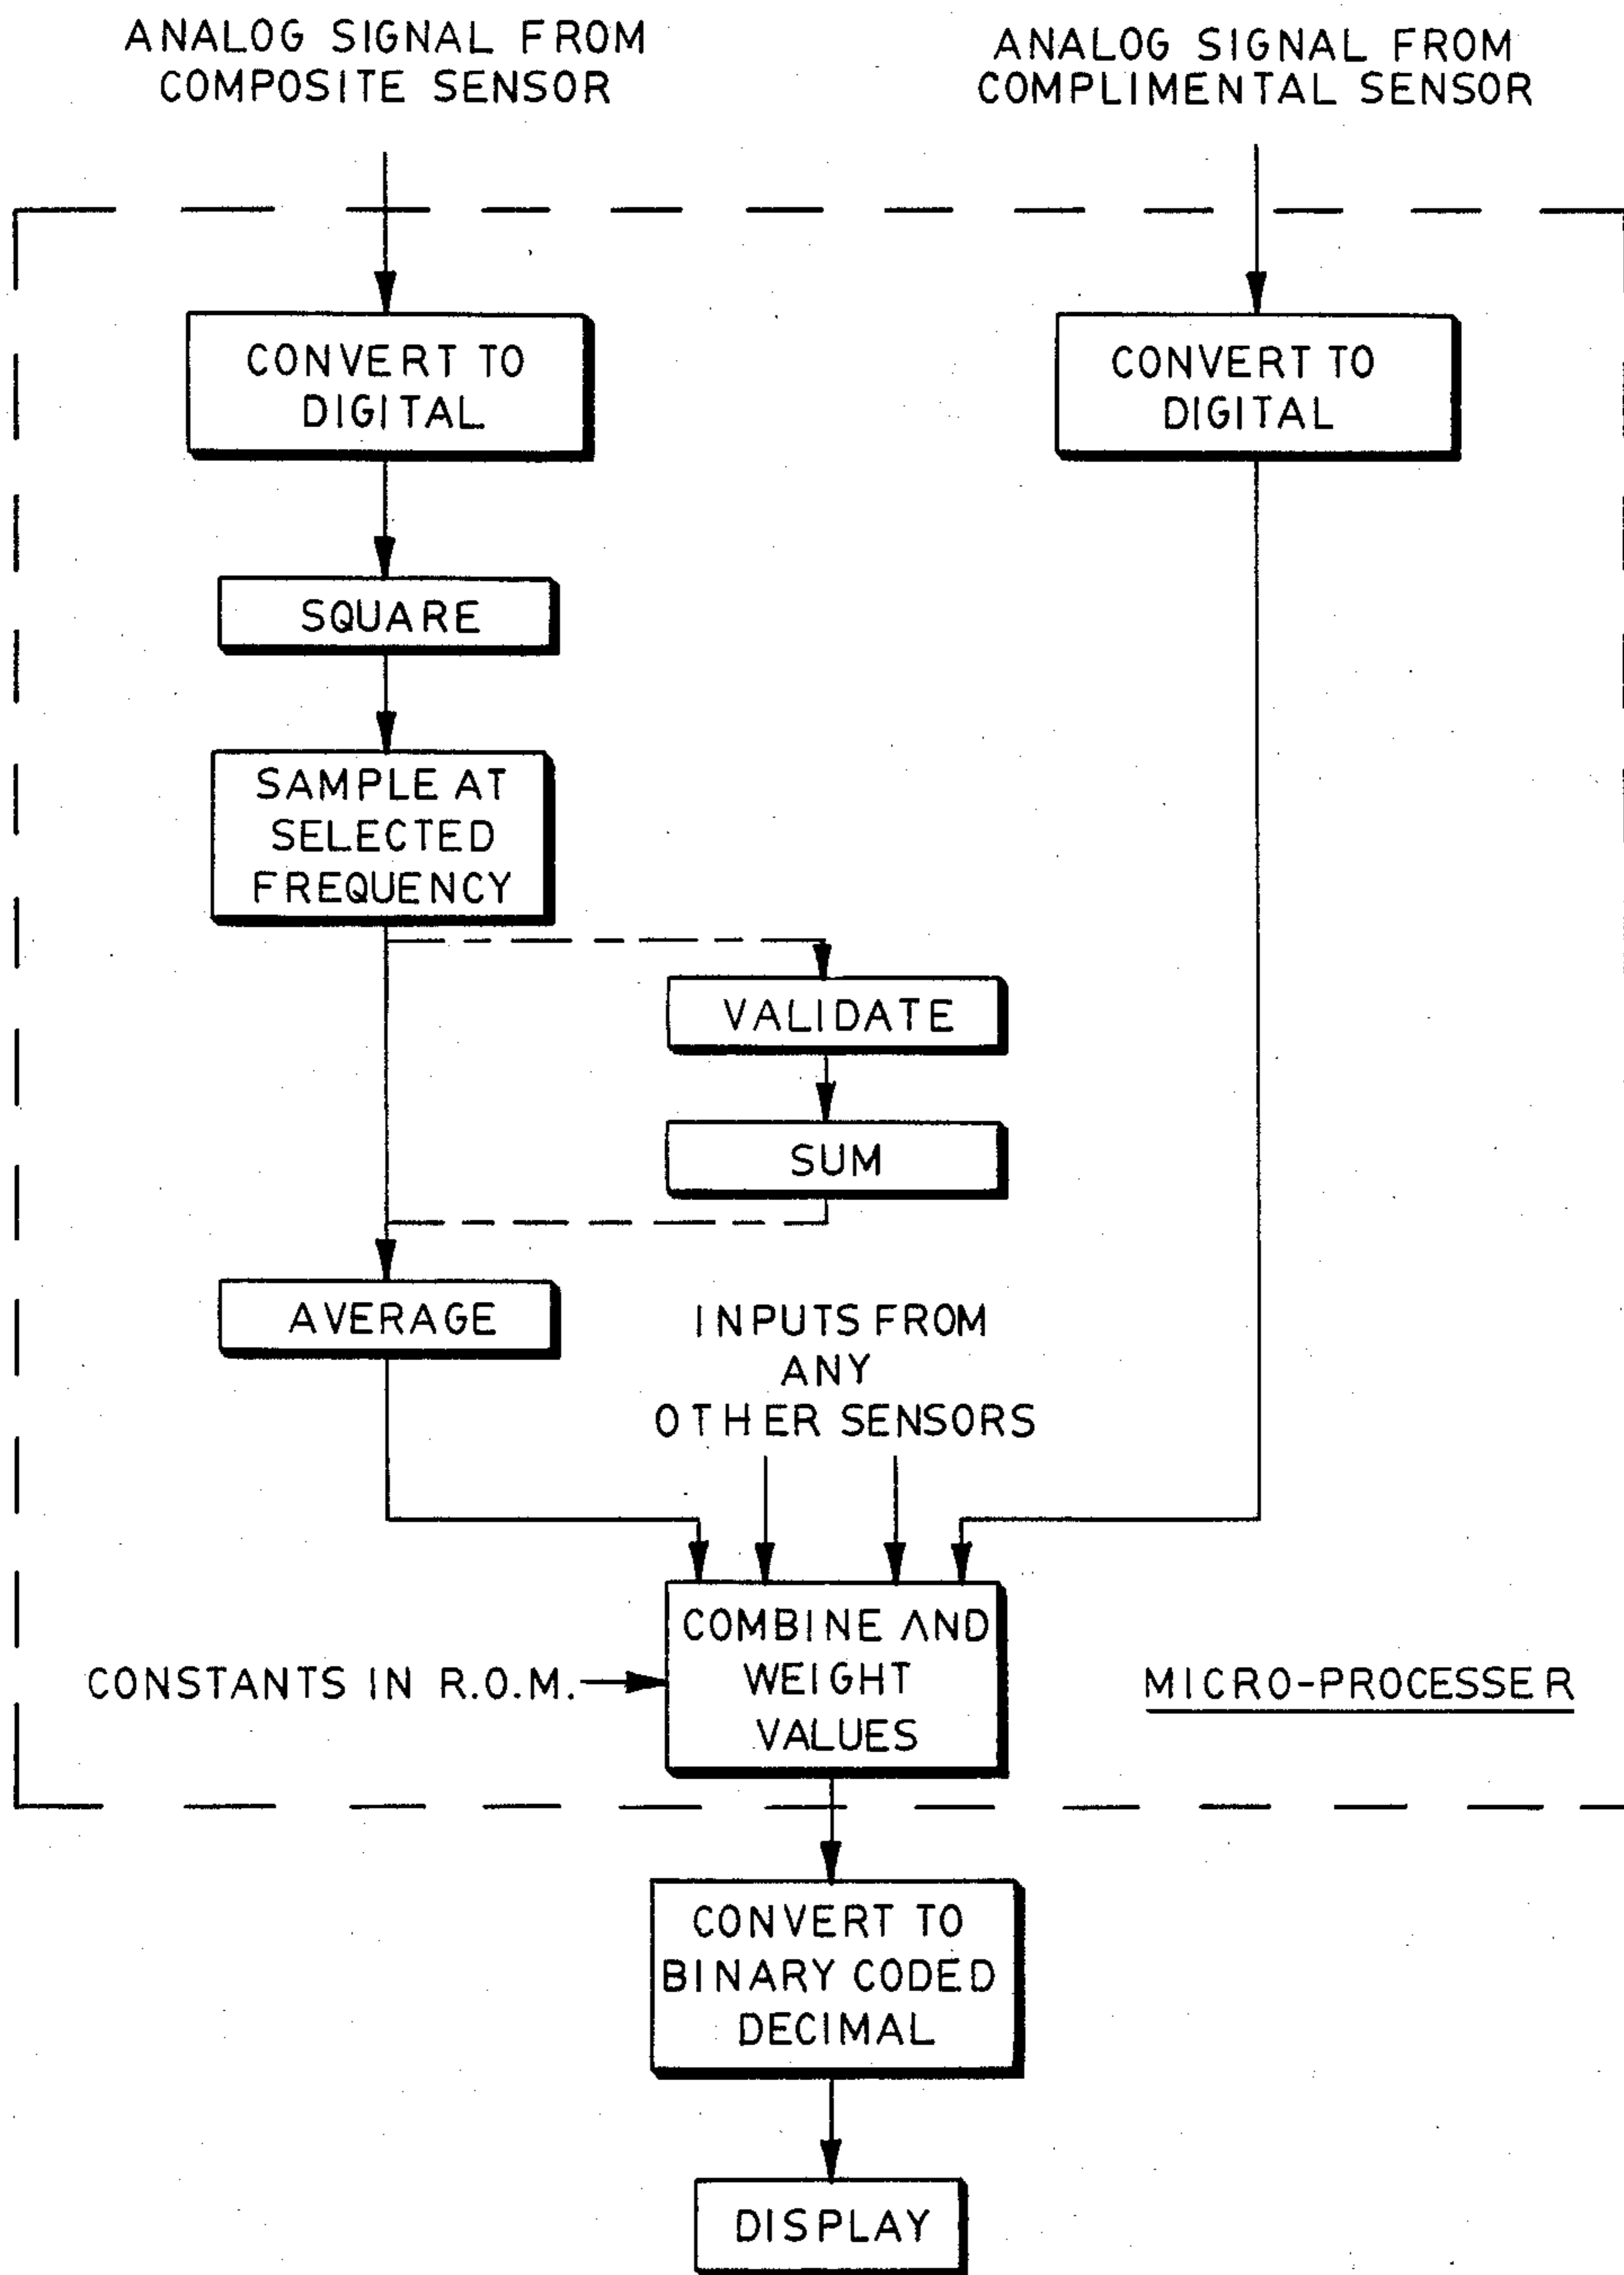 ANALOG SIGNAL FROM
COMPOSITE SENSOR
ANALOG SIGNAL FROM
COMPLIMENTAL SENSOR
CONVERT TO
DIGITAL
CONVERT TO
DIGITAL
SQUARE
SAMPLE AT
SELECTED
FREQUENCY
VALIDATE
SUM
AVERAGE
INPUTS FROM
ANY
OTHER SENSORS
COMBINE AND
WEIGHT
VALUES
CONSTANTS IN R.O.M.
MICRO-PROCESSER
CONVERT TO
BINARY CODED
DECIMAL
DISPLAY